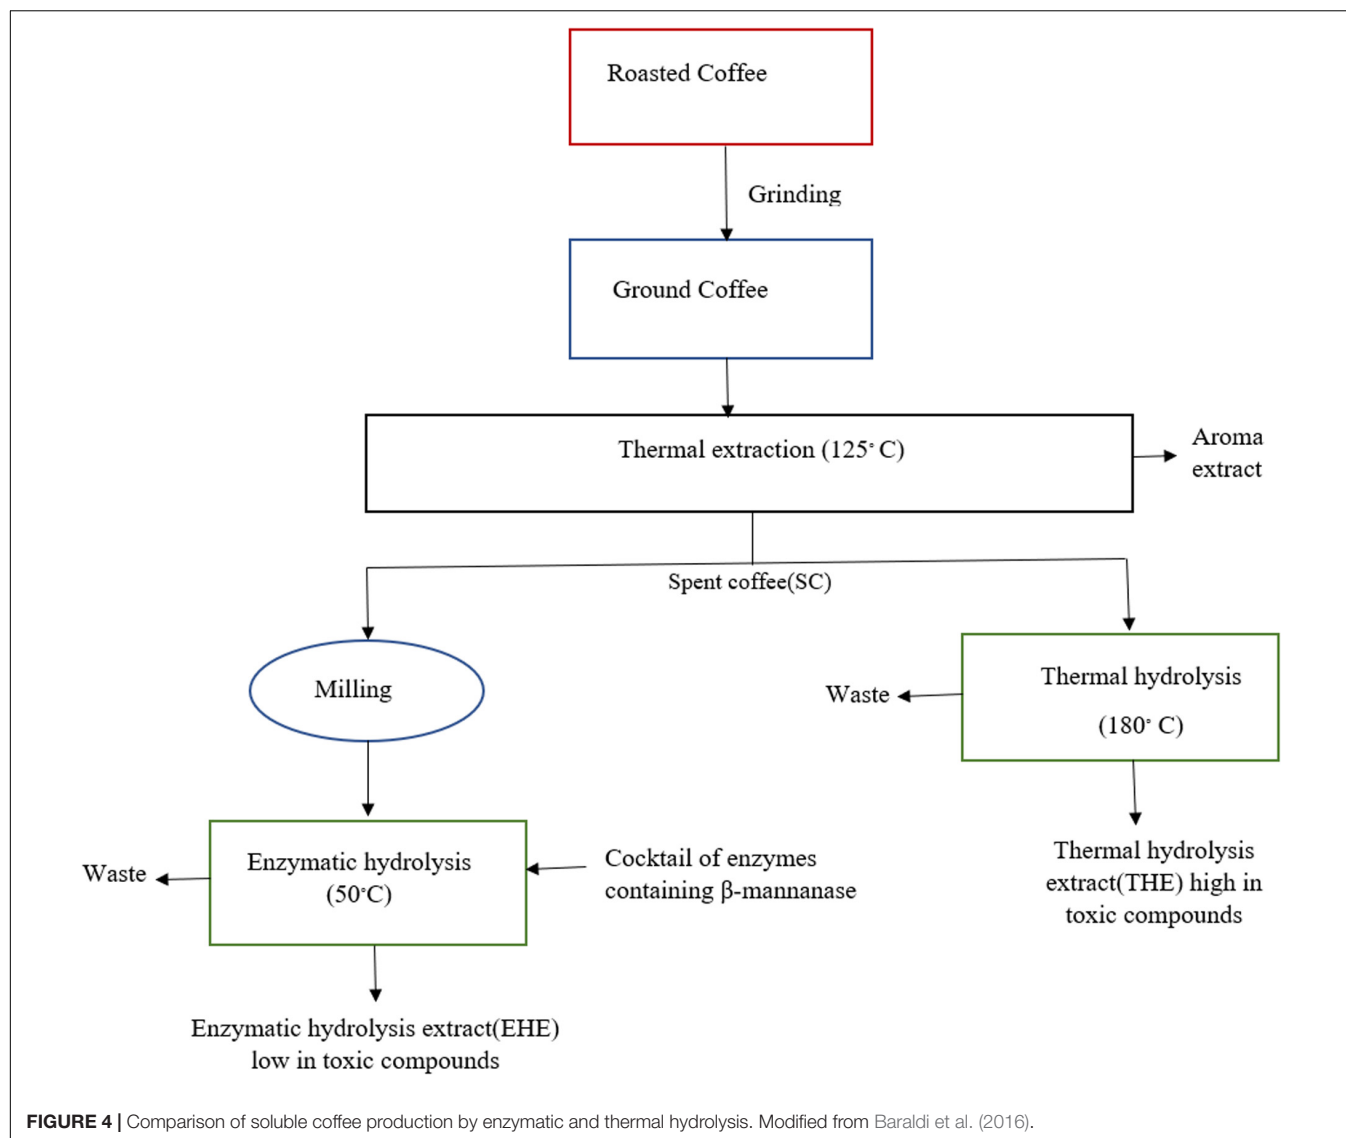 Roasted Coffee
Grinding
Ground Coffee
Thermal extraction (125° C)
Aroma
extract
Spent coffee(SC)
Milling
Waste
Thermal hydrolysis
(180° C)
Waste
Enzymatic hydrolysis
(50°C)
Cocktail of enzymes
containing β-mannanase
Thermal hydrolysis
extract(THE) high in
toxic compounds
Enzymatic hydrolysis extract(EHE)
low in toxic compounds
FIGURE 4 | Comparison of soluble coffee production by enzymatic and thermal hydrolysis. Modified from Baraldi et al. (2016).